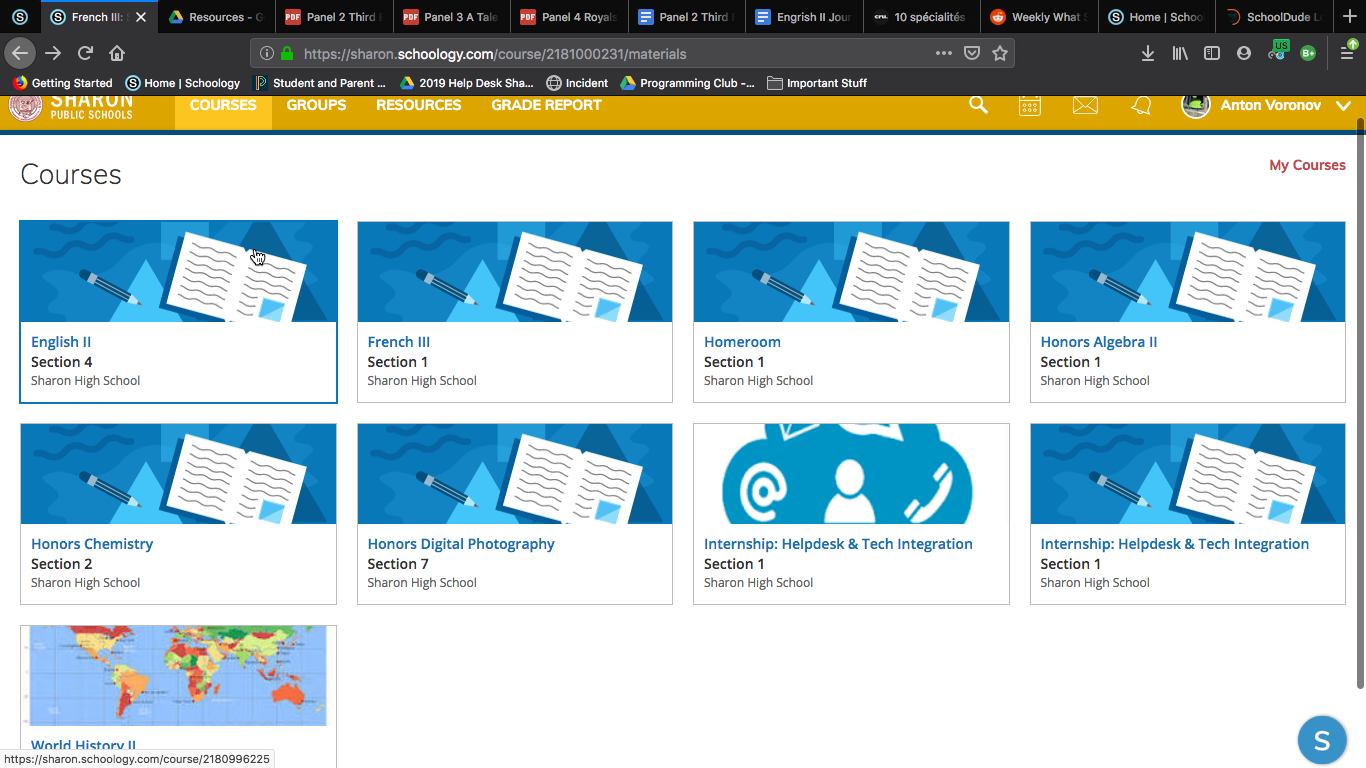 French III: S
Resources - G
PDF Panel 2 Third
PDF Panel 3 A Tale
PDF Panel 4 Royals
Panel 2 Third
Engrish II Jour
cru. 10 spécialités
Weekly What S
Home | Schoo
SchoolDude Lo
https://sharon.schoology.com/course/2181000231/materials
US
B+
Getting Started
Home | Schoology
Student and Parent ...
2019 Help Desk Sha...
Incident
Programming Club -...
Important Stuff
SHARON
PUBLIC SCHOOLS
COURSES
GROUPS
RESOURCES
GRADE REPORT
Anton Voronov
Courses
My Courses
English II
Section 4
Sharon High School
French III
Section 1
Sharon High School
Homeroom
Section 1
Sharon High School
Honors Algebra II
Section 1
Sharon High School
Honors Chemistry
Section 2
Sharon High School
Honors Digital Photography
Section 7
Sharon High School
Internship: Helpdesk & Tech Integration
Section 1
Sharon High School
Internship: Helpdesk & Tech Integration
Section 1
Sharon High School
World History II
https://sharon.schoology.com/course/2180996225
S